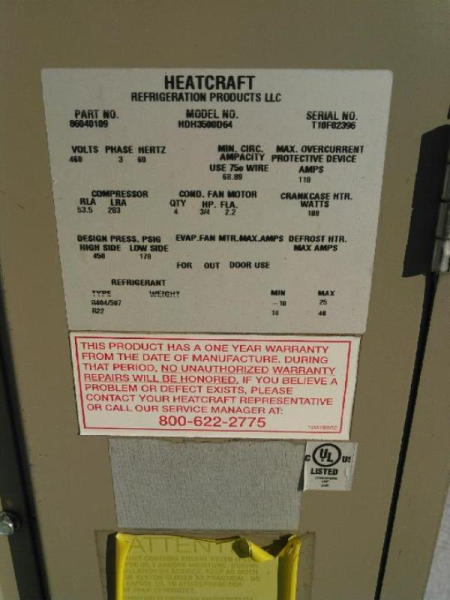 HEATCRAFT
REFRIGERATION PRODUCTS LLC
PART NO. MODEL NO. SERIAL NO.
86040109 HDH3500D64 T10F02396
VOLTS PHASE HERTZ MIN. CIRC. MAX. OVERCURRENT
460 3 60 AMPACITY PROTECTIVE DEVICE
USE 75o WIRE AMPS
68.89 110
COMPRESSOR COND. FAN MOTOR CRANKCASE HTR.
RLA LRA QTY HP. FLA. WATTS
53.5 283 4 3/4 2.2 100
DESIGN PRESS. PSIG EVAP.FAN MTR.MAX.AMPS DEFROST HTR.
HIGH SIDE LOW SIDE MAX AMPS
450 170
FOR OUT DOOR USE
REFRIGERANT
TYPE WEIGHT MIN MAX
R404/507 -10 25
R22 10 40
THIS PRODUCT HAS A ONE YEAR WARRANTY
FROM THE DATE OF MANUFACTURE. DURING
THAT PERIOD, NO UNAUTHORIZED WARRANTY
REPAIRS WILL BE HONORED. IF YOU BELIEVE A
PROBLEM OR DEFECT EXISTS, PLEASE
CONTACT YOUR HEATCRAFT REPRESENTATIVE
OR CALL OUR SERVICE MANAGER AT:
800-622-2775
C UL US
LISTED
ATTENTI